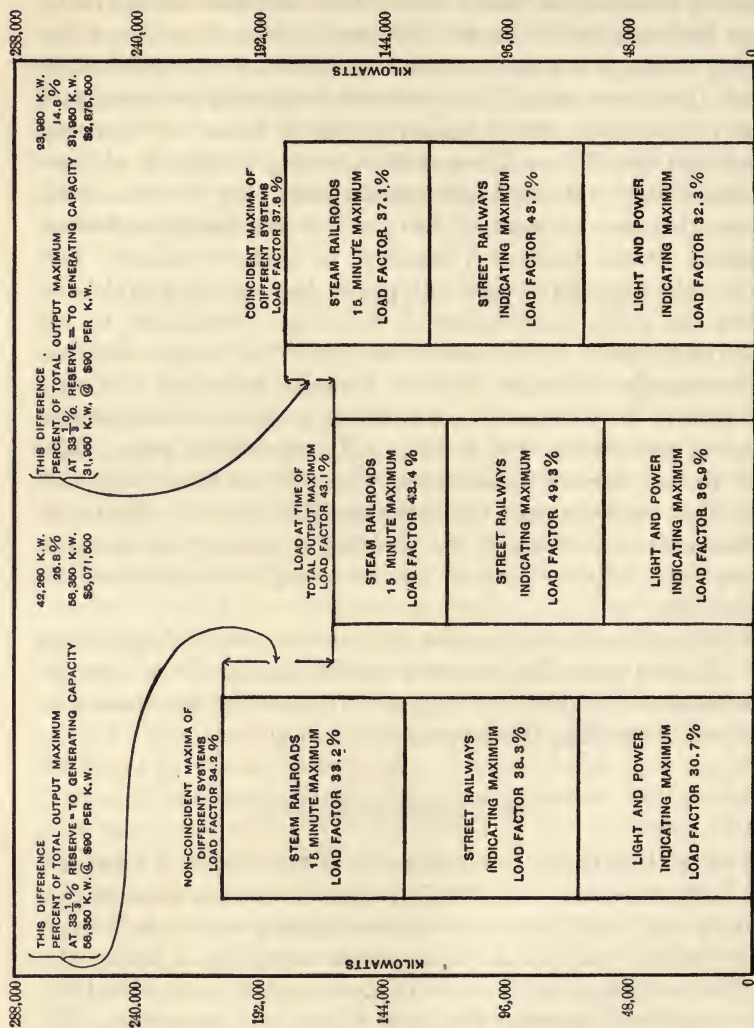 288,000
240,000
192,000
144,000
96,000
48,000
0
KILOWATTS
THIS DIFFERENCE 42,260 K.W.
PERCENT OF TOTAL OUTPUT MAXIMUM 25.8%
AT 33⅓% RESERVE = TO GENERATING CAPACITY 56,350 K.W.
56,350 K.W. @ $90 PER K.W. $5,071,500
THIS DIFFERENCE 23,960 K.W.
PERCENT OF TOTAL OUTPUT MAXIMUM 14.6%
AT 33⅓% RESERVE = TO GENERATING CAPACITY 31,950 K.W.
31,950 K.W. @ $90 PER K.W. $2,875,500
NON-COINCIDENT MAXIMA OF
DIFFERENT SYSTEMS
LOAD FACTOR 34.2%
STEAM RAILROADS
15 MINUTE MAXIMUM
LOAD FACTOR 33.2%
STREET RAILWAYS
INDICATING MAXIMUM
LOAD FACTOR 38.3%
LIGHT AND POWER
INDICATING MAXIMUM
LOAD FACTOR 30.7%
LOAD AT TIME OF
TOTAL OUTPUT MAXIMUM
LOAD FACTOR 43.1%
STEAM RAILROADS
15 MINUTE MAXIMUM
LOAD FACTOR 43.4%
STREET RAILWAYS
INDICATING MAXIMUM
LOAD FACTOR 49.3%
LIGHT AND POWER
INDICATING MAXIMUM
LOAD FACTOR 36.9%
COINCIDENT MAXIMA OF
DIFFERENT SYSTEMS
LOAD FACTOR 37.6%
STEAM RAILROADS
15. MINUTE MAXIMUM
LOAD FACTOR 37.1%
STREET RAILWAYS
INDICATING MAXIMUM
LOAD FACTOR 43.7%
LIGHT AND POWER
INDICATING MAXIMUM
LOAD FACTOR 32.3%
KILOWATTS
288,000
240,000
192,000
144,000
96,000
48,000
0